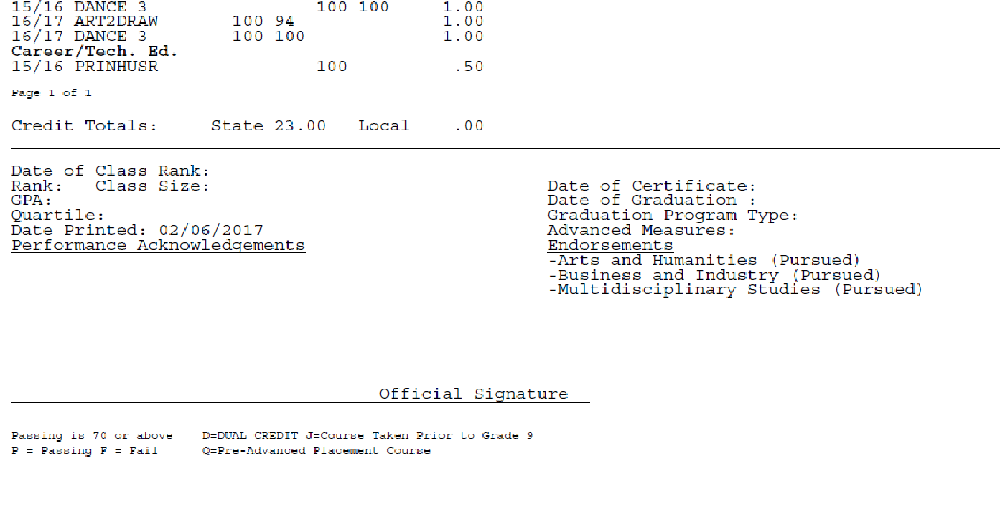 15/16 DANCE 3 100 100 1.00
16/17 ART2DRAW 100 94 1.00
16/17 DANCE 3 100 100 1.00
Career/Tech. Ed.
15/16 PRINHUSR 100 .50
Page 1 of 1
Credit Totals: State 23.00 Local .00
Date of Class Rank:
Rank: Class Size:
GPA:
Quartile:
Date Printed: 02/06/2017
Performance Acknowledgements
Date of Certificate:
Date of Graduation :
Graduation Program Type:
Advanced Measures:
Endorsements
-Arts and Humanities (Pursued)
-Business and Industry (Pursued)
-Multidisciplinary Studies (Pursued)
Official Signature
Passing is 70 or above D=DUAL CREDIT J=Course Taken Prior to Grade 9
P = Passing F = Fail Q=Pre-Advanced Placement Course